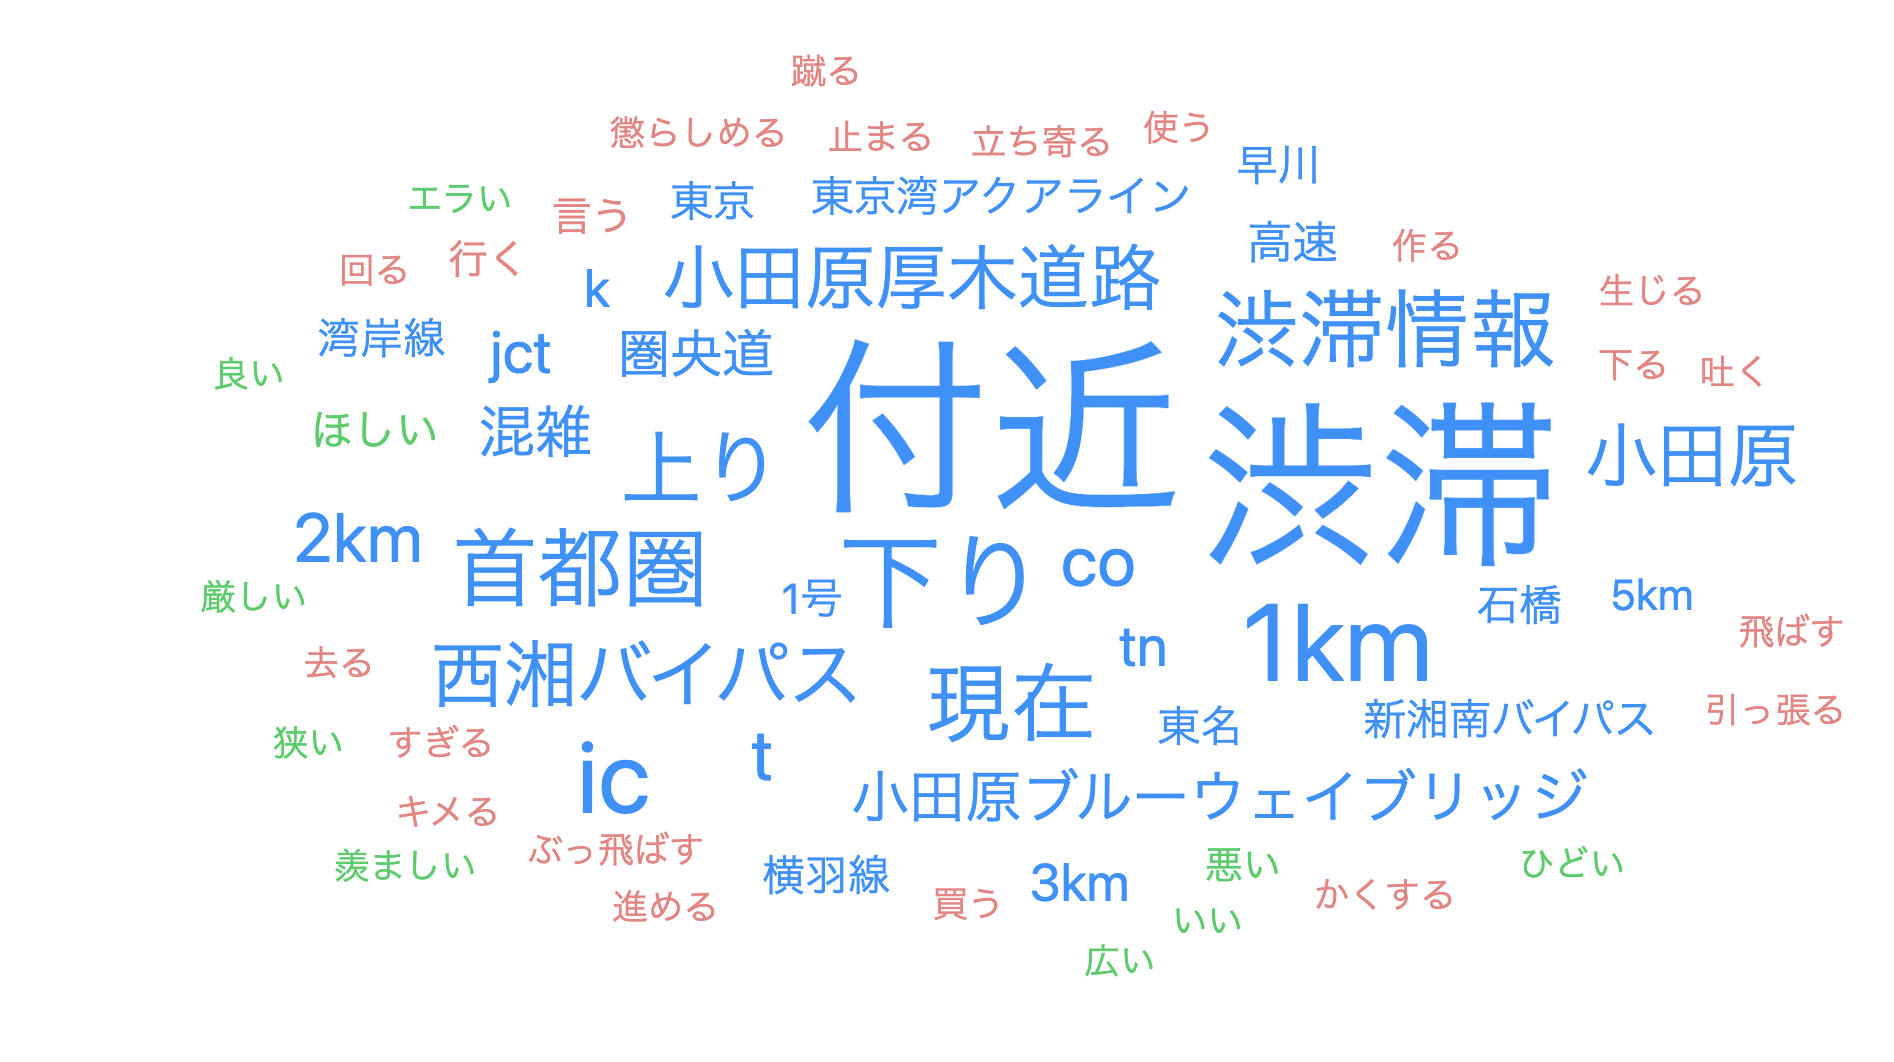 蹴る
懲らしめる 止まる 立ち寄る 使う
早川
エラい 言う 東京 東京湾アクアライン
高速 作る
回る 行く k 小田原厚木道路
渋滞情報 生じる
湾岸線 jct 圏央道
良い 付近 下る 吐く
ほしい 混雑 上り 渋滞 小田原
2km 首都圏 下り co
厳しい 1号 石橋 5km
1km 飛ばす
去る 西湘バイパス 現在 tn
東名 新湘南バイパス 引っ張る
狭い すぎる ic t
キメる 小田原ブルーウェイブリッジ
羨ましい ぶっ飛ばす 横羽線 3km 悪い ひどい
進める 買う いい かくする
広い